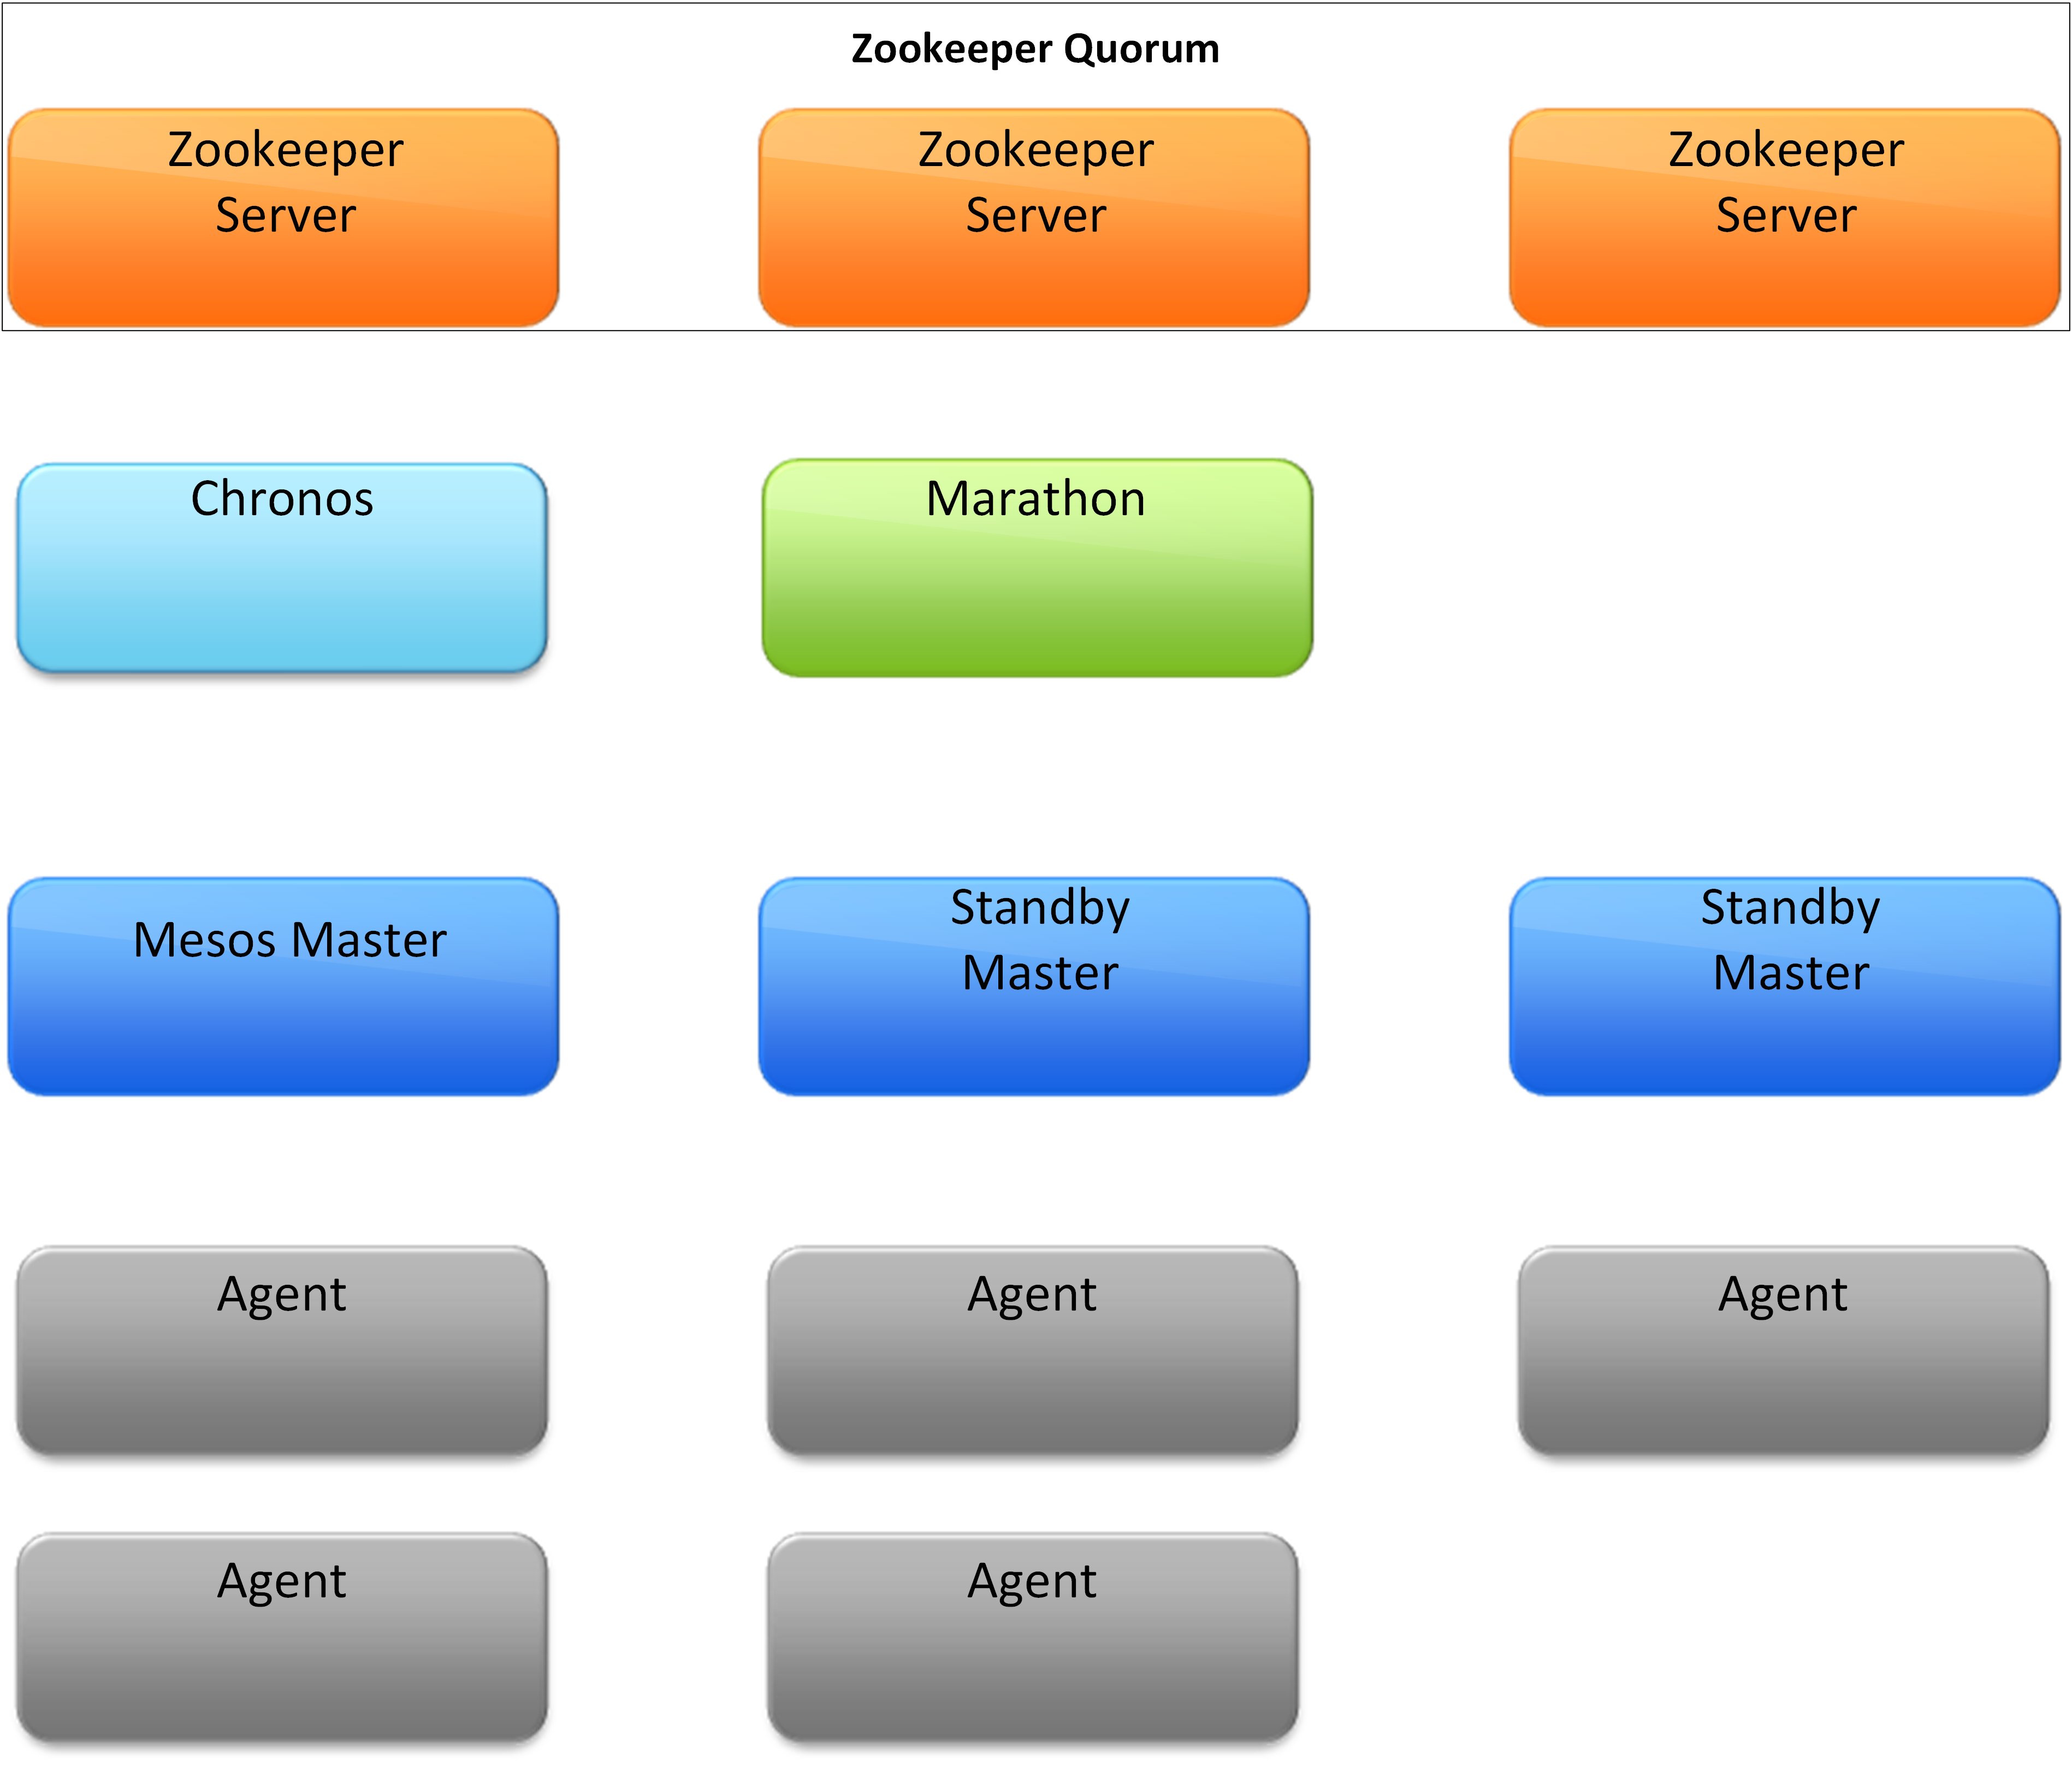 Zookeeper Quorum
Zookeeper
Server
Zookeeper
Server
Zookeeper
Server
Chronos
Marathon
Mesos Master
Standby
Master
Standby
Master
Agent
Agent
Agent
Agent
Agent